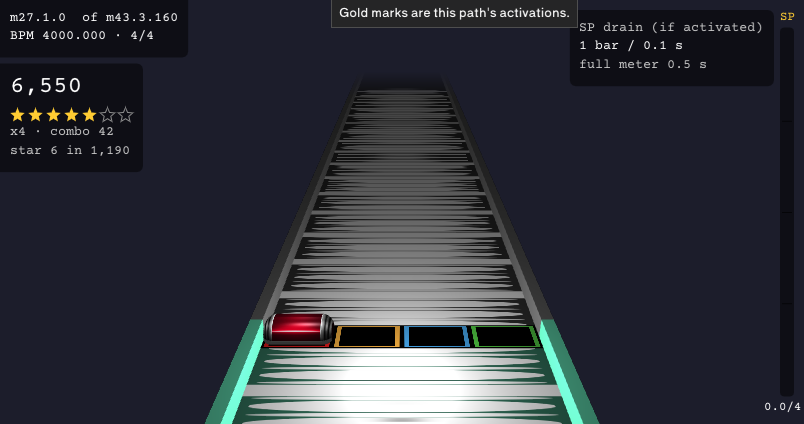 m27.1.0 of m43.3.160
BPM 4000.000 · 4/4
Gold marks are this path's activations.
SP drain (if activated)
1 bar / 0.1 s
full meter 0.5 s
SP
6,550
x4 · combo 42
star 6 in 1,190
0.0/4